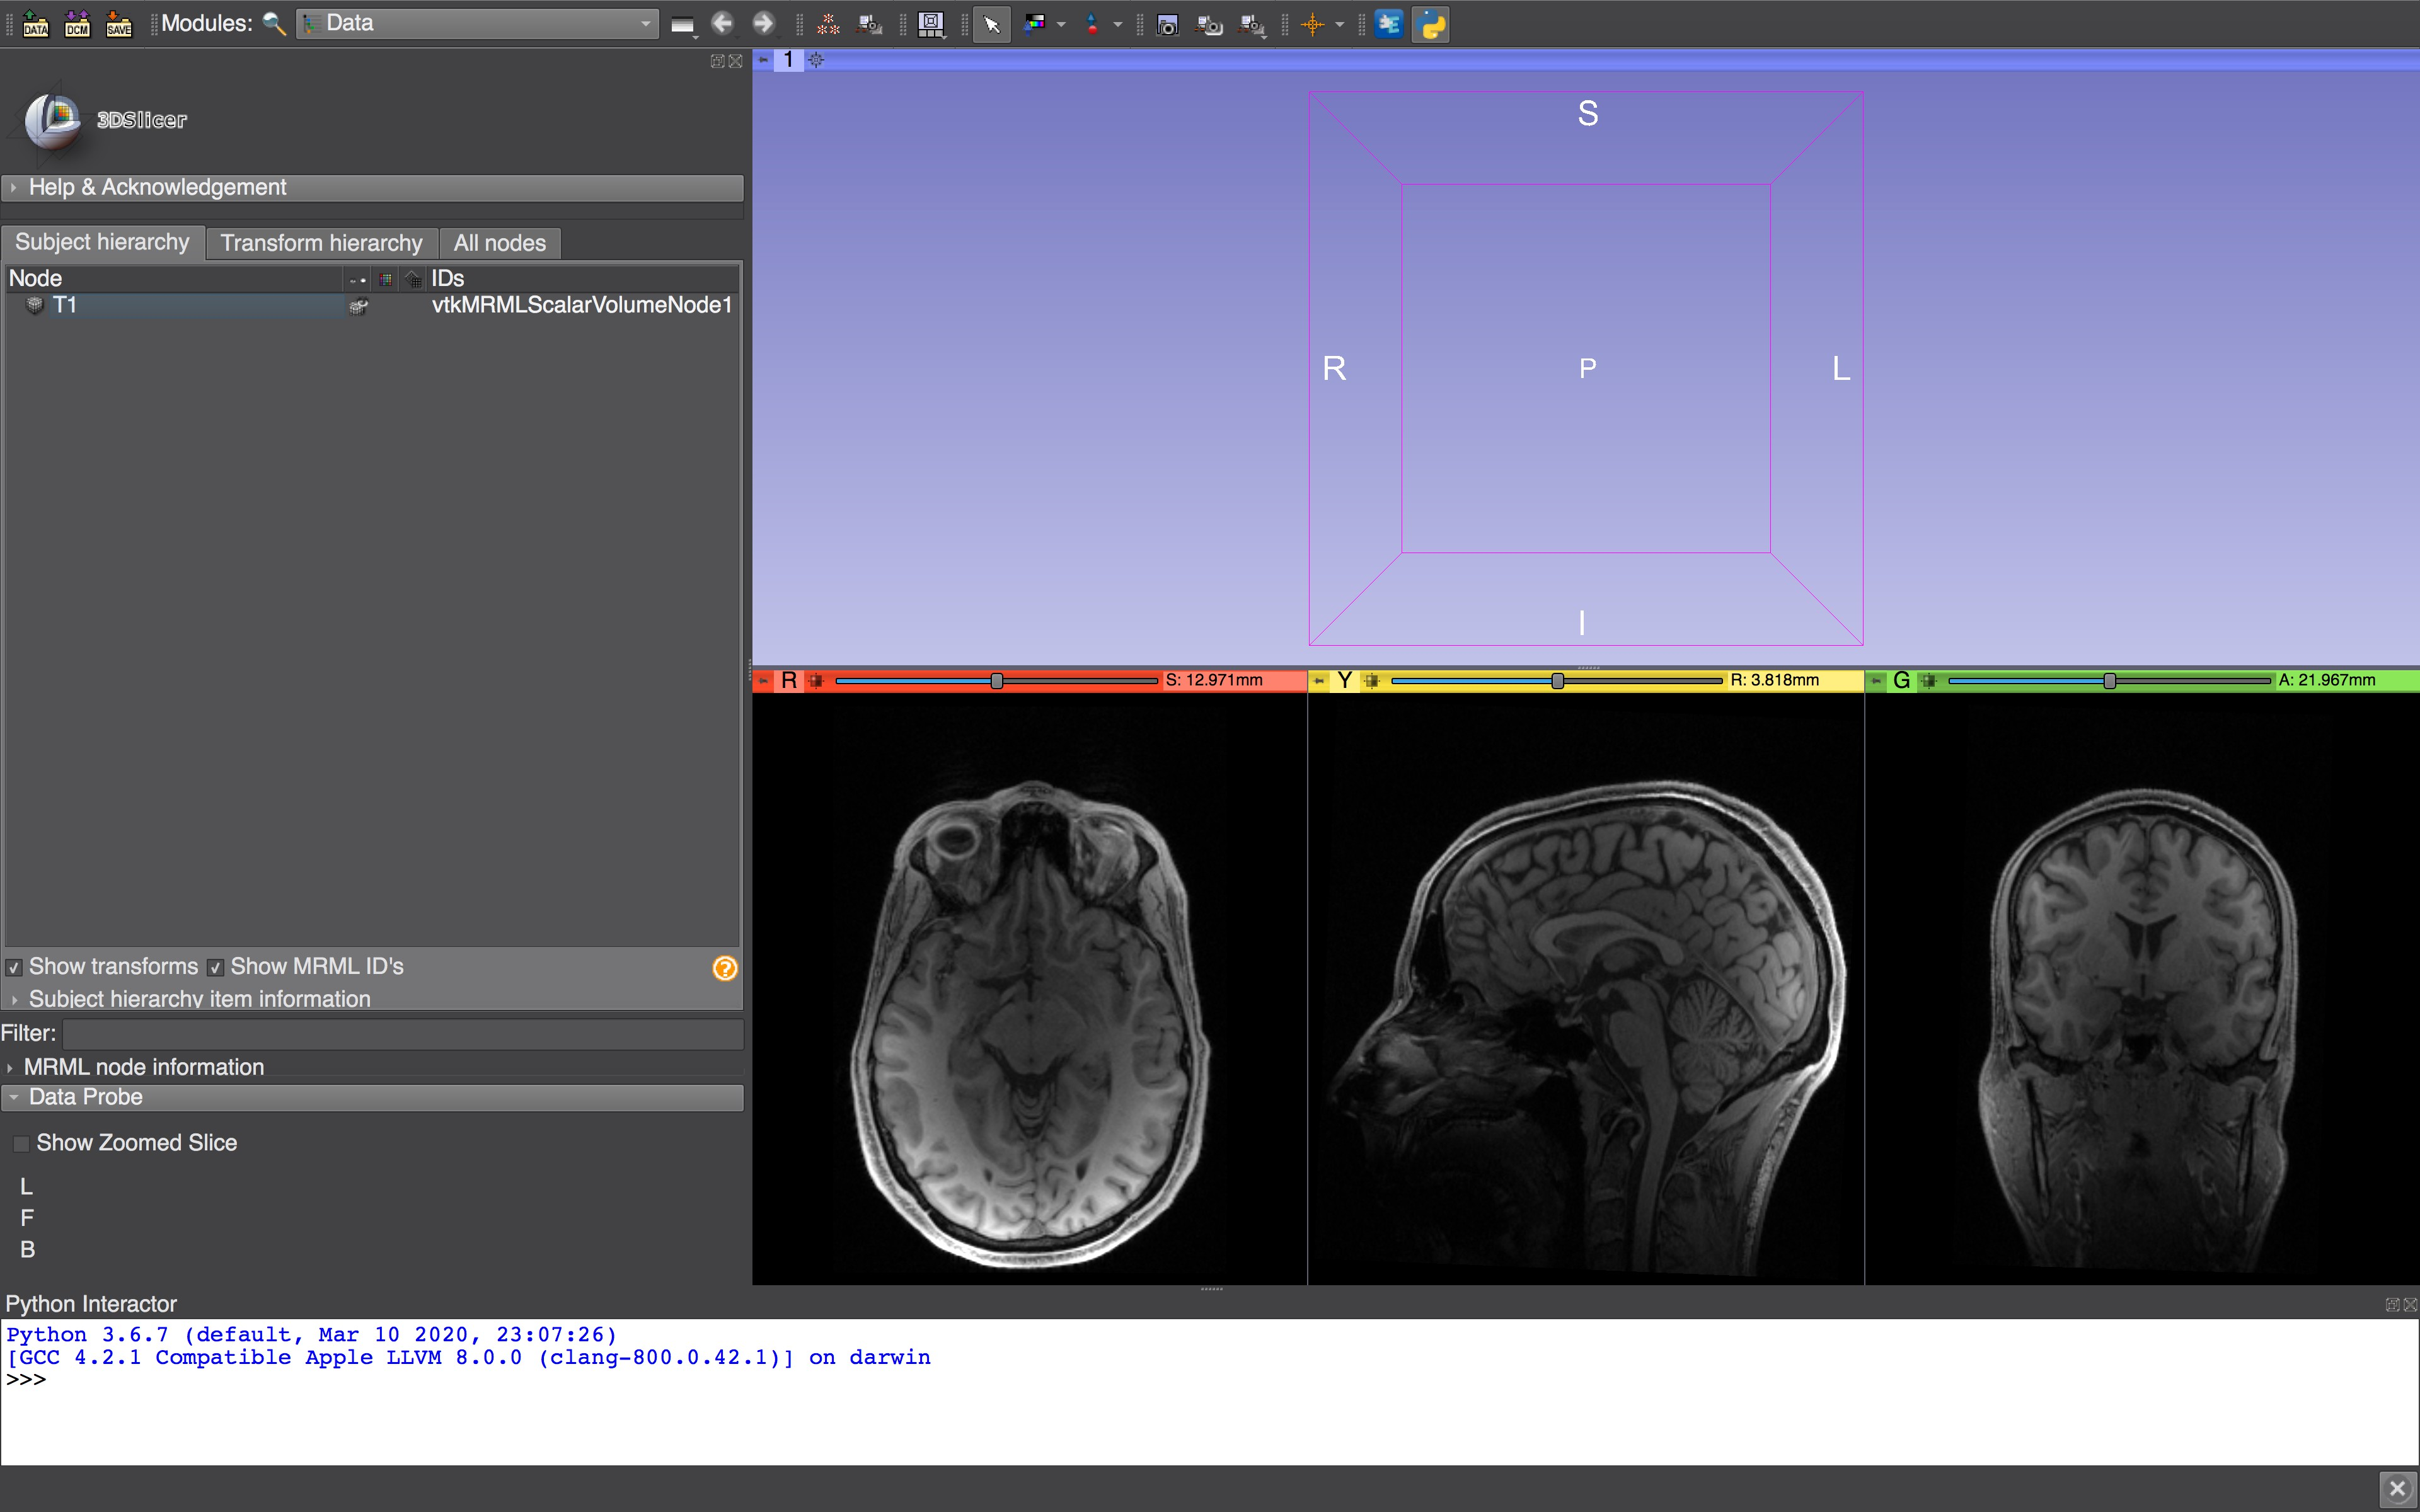 DATA DCM SAVE Modules: Data
1
3DSlicer
Help & Acknowledgement
Subject hierarchy Transform hierarchy All nodes
Node IDs
T1 vtkMRMLScalarVolumeNode1
S
R P L
I
R S: 12.971mm Y R: 3.818mm G A: 21.967mm
Show transforms Show MRML ID's ?
Subject hierarchy item information
Filter:
MRML node information
Data Probe
Show Zoomed Slice
L
F
B
Python Interactor
Python 3.6.7 (default, Mar 10 2020, 23:07:26)
[GCC 4.2.1 Compatible Apple LLVM 8.0.0 (clang-800.0.42.1)] on darwin
>>>